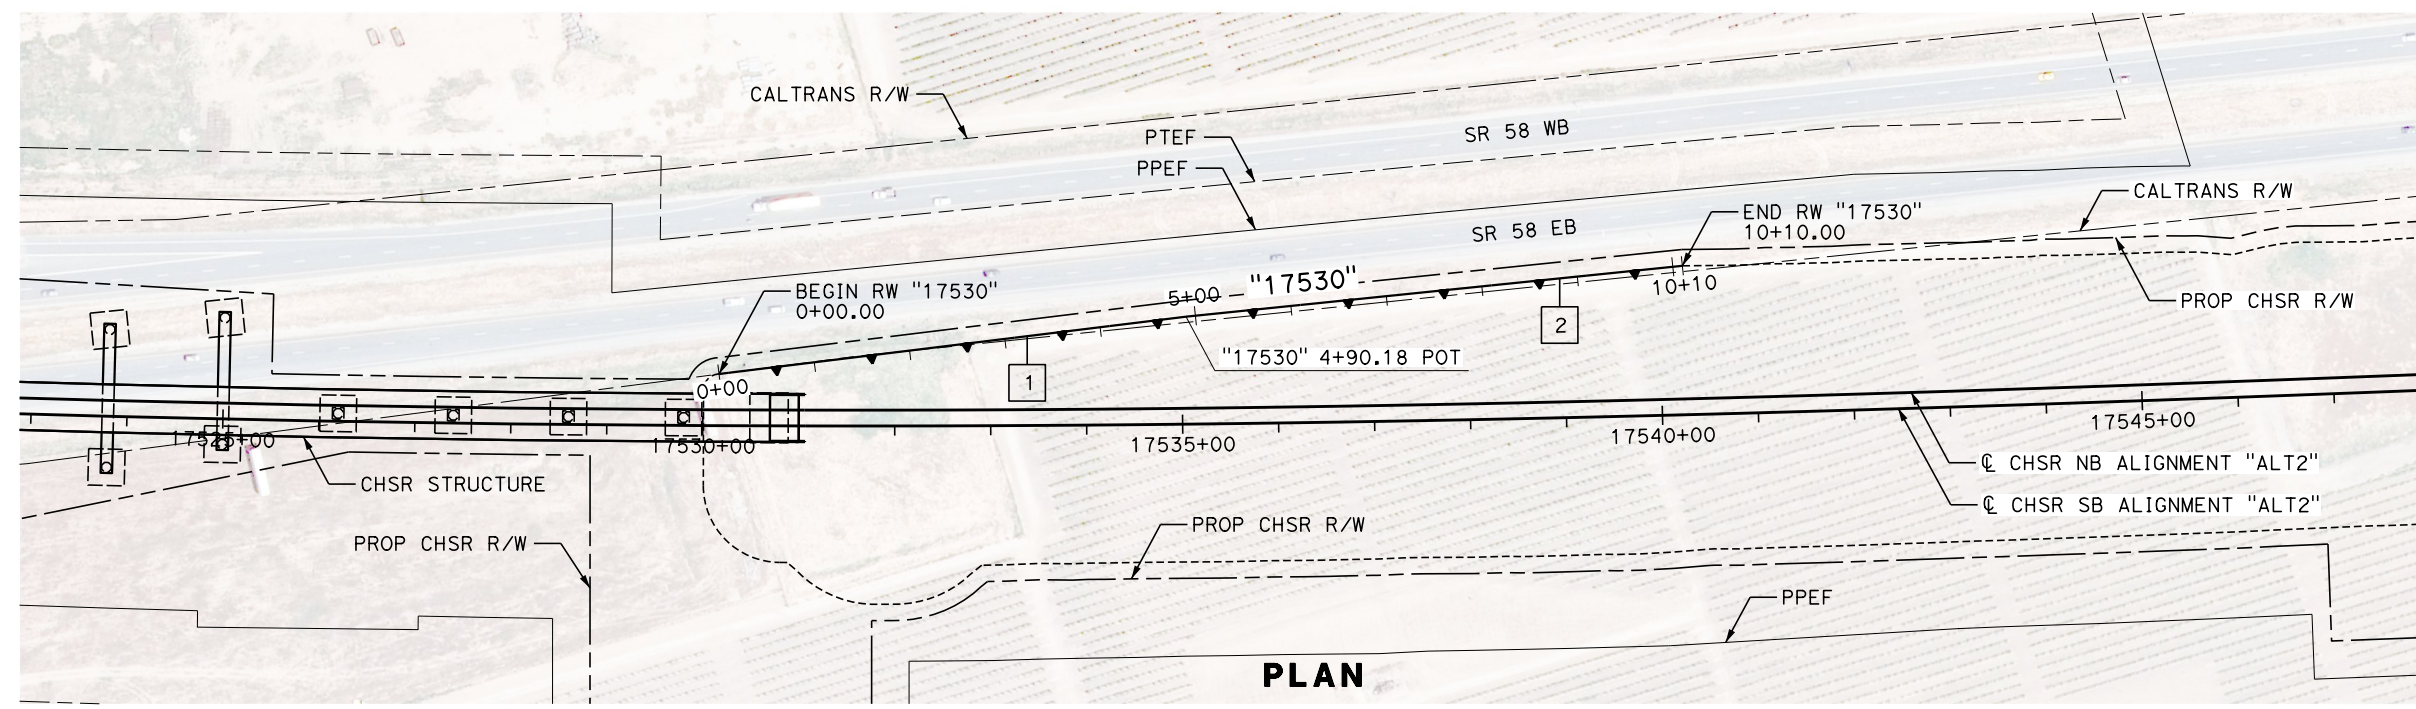 CALTRANS R/W
PTEF
PPEF
SR 58 WB
SR 58 EB
CALTRANS R/W
END RW "17530"
10+10.00
BEGIN RW "17530"
0+00.00
5+00
"17530"
10+10
PROP CHSR R/W
2
"17530" 4+90.18 POT
1
0+00
17525+00
17530+00
17535+00
17540+00
17545+00
CHSR STRUCTURE
℄ CHSR NB ALIGNMENT "ALT2"
℄ CHSR SB ALIGNMENT "ALT2"
PROP CHSR R/W
PROP CHSR R/W
PPEF
PLAN